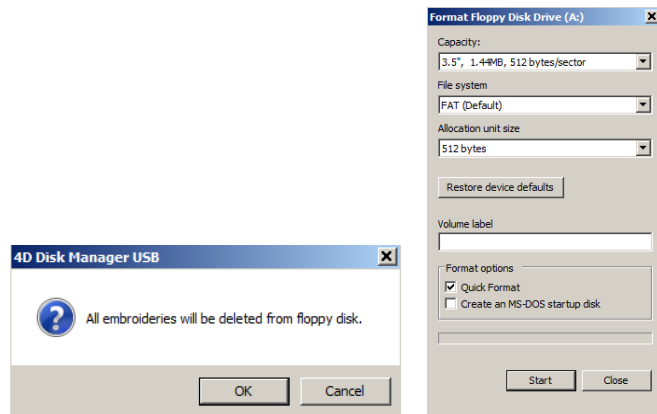 4D Disk Manager USB
All embroideries will be deleted from floppy disk.
OK
Cancel
Format Floppy Disk Drive (A:)
Capacity:
3.5", 1.44MB, 512 bytes/sector
File system
FAT (Default)
Allocation unit size
512 bytes
Restore device defaults
Volume label
Format options
Quick Format
Create an MS-DOS startup disk
Start
Close